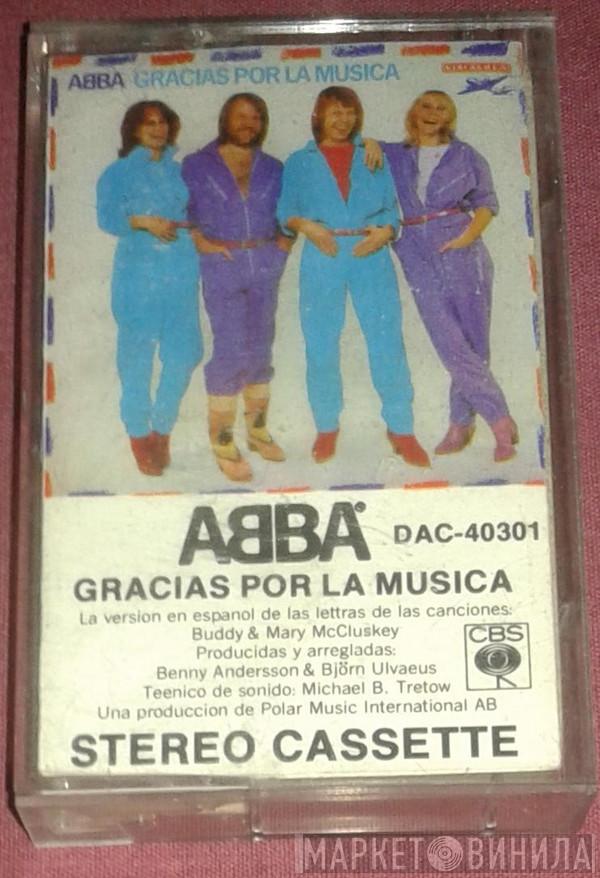 ABBA GRACIAS POR LA MUSICA
ABBA DAC-40301
GRACIAS POR LA MUSICA
La version en espanol de las lettras de las canciones:
Buddy & Mary McCluskey
Producidas y arregladas:
Benny Andersson & Björn Ulvaeus
Teenico de sonido: Michael B. Tretow
Una produccion de Polar Music International AB
CBS
STEREO CASSETTE
МАРКЕТ ВИНИЛА